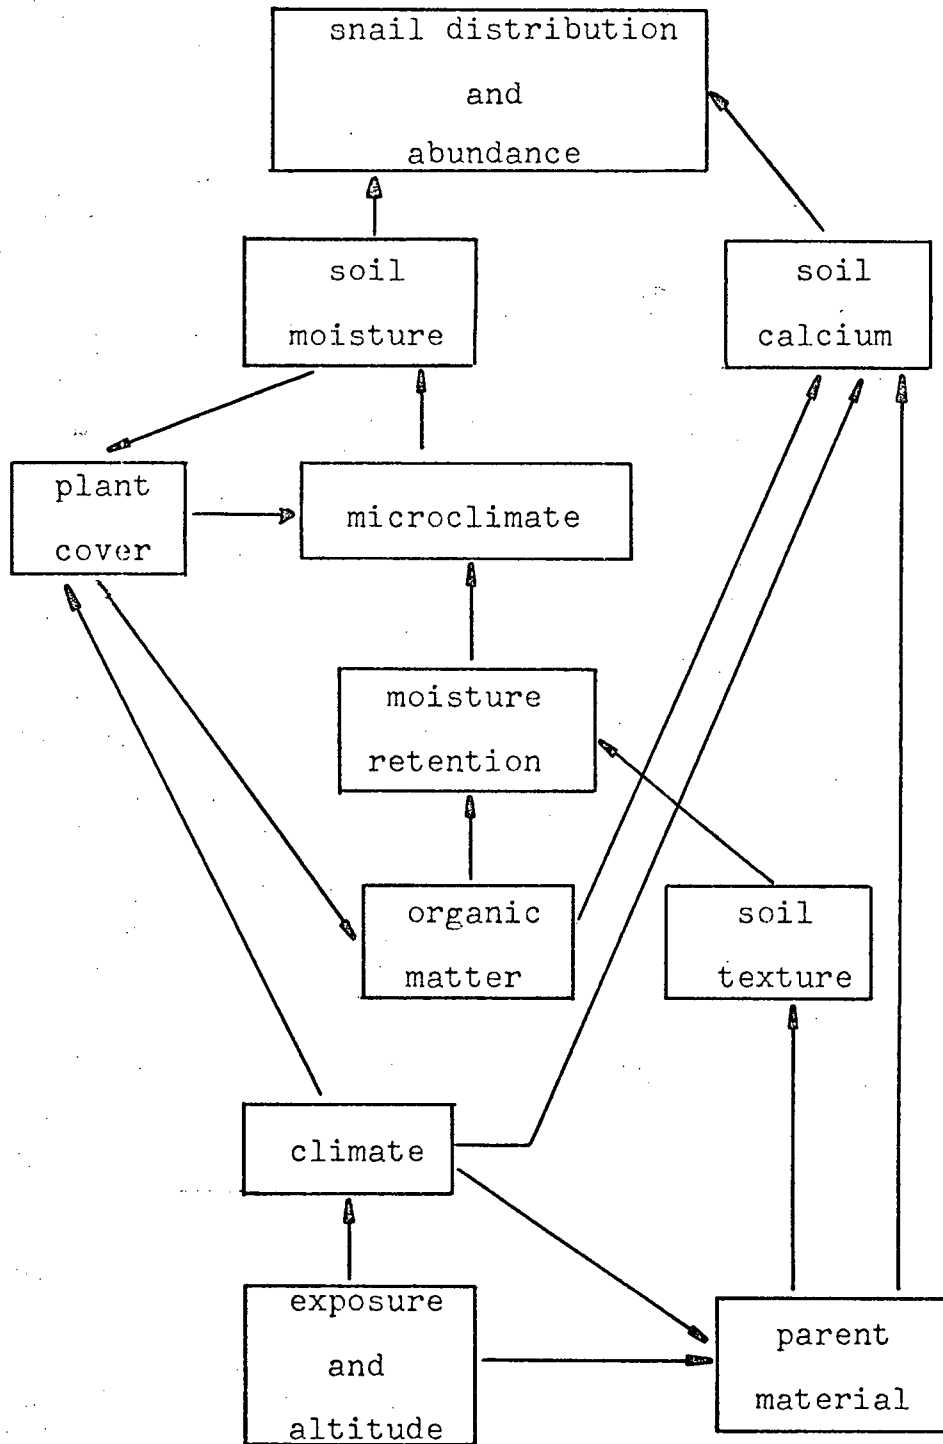 snail distribution
and
abundance
soil
moisture
soil
calcium
plant
cover
microclimate
moisture
retention
organic
matter
soil
texture
climate
exposure
and
altitude
parent
material